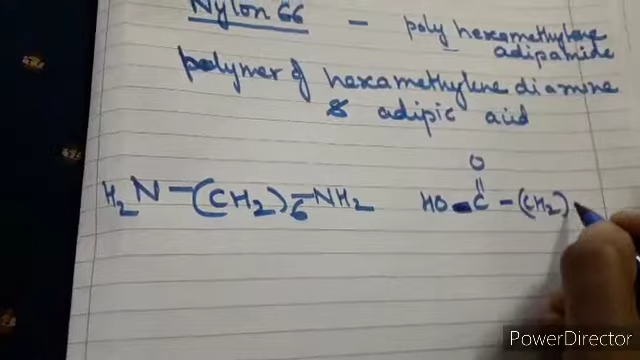 Nylon 66 - poly hexamethylene
adipamide
polymer of hexamethylene diamine
& adipic acid
O
||
H2N-(CH2)6-NH2 HO-C-(CH2)
PowerDirector